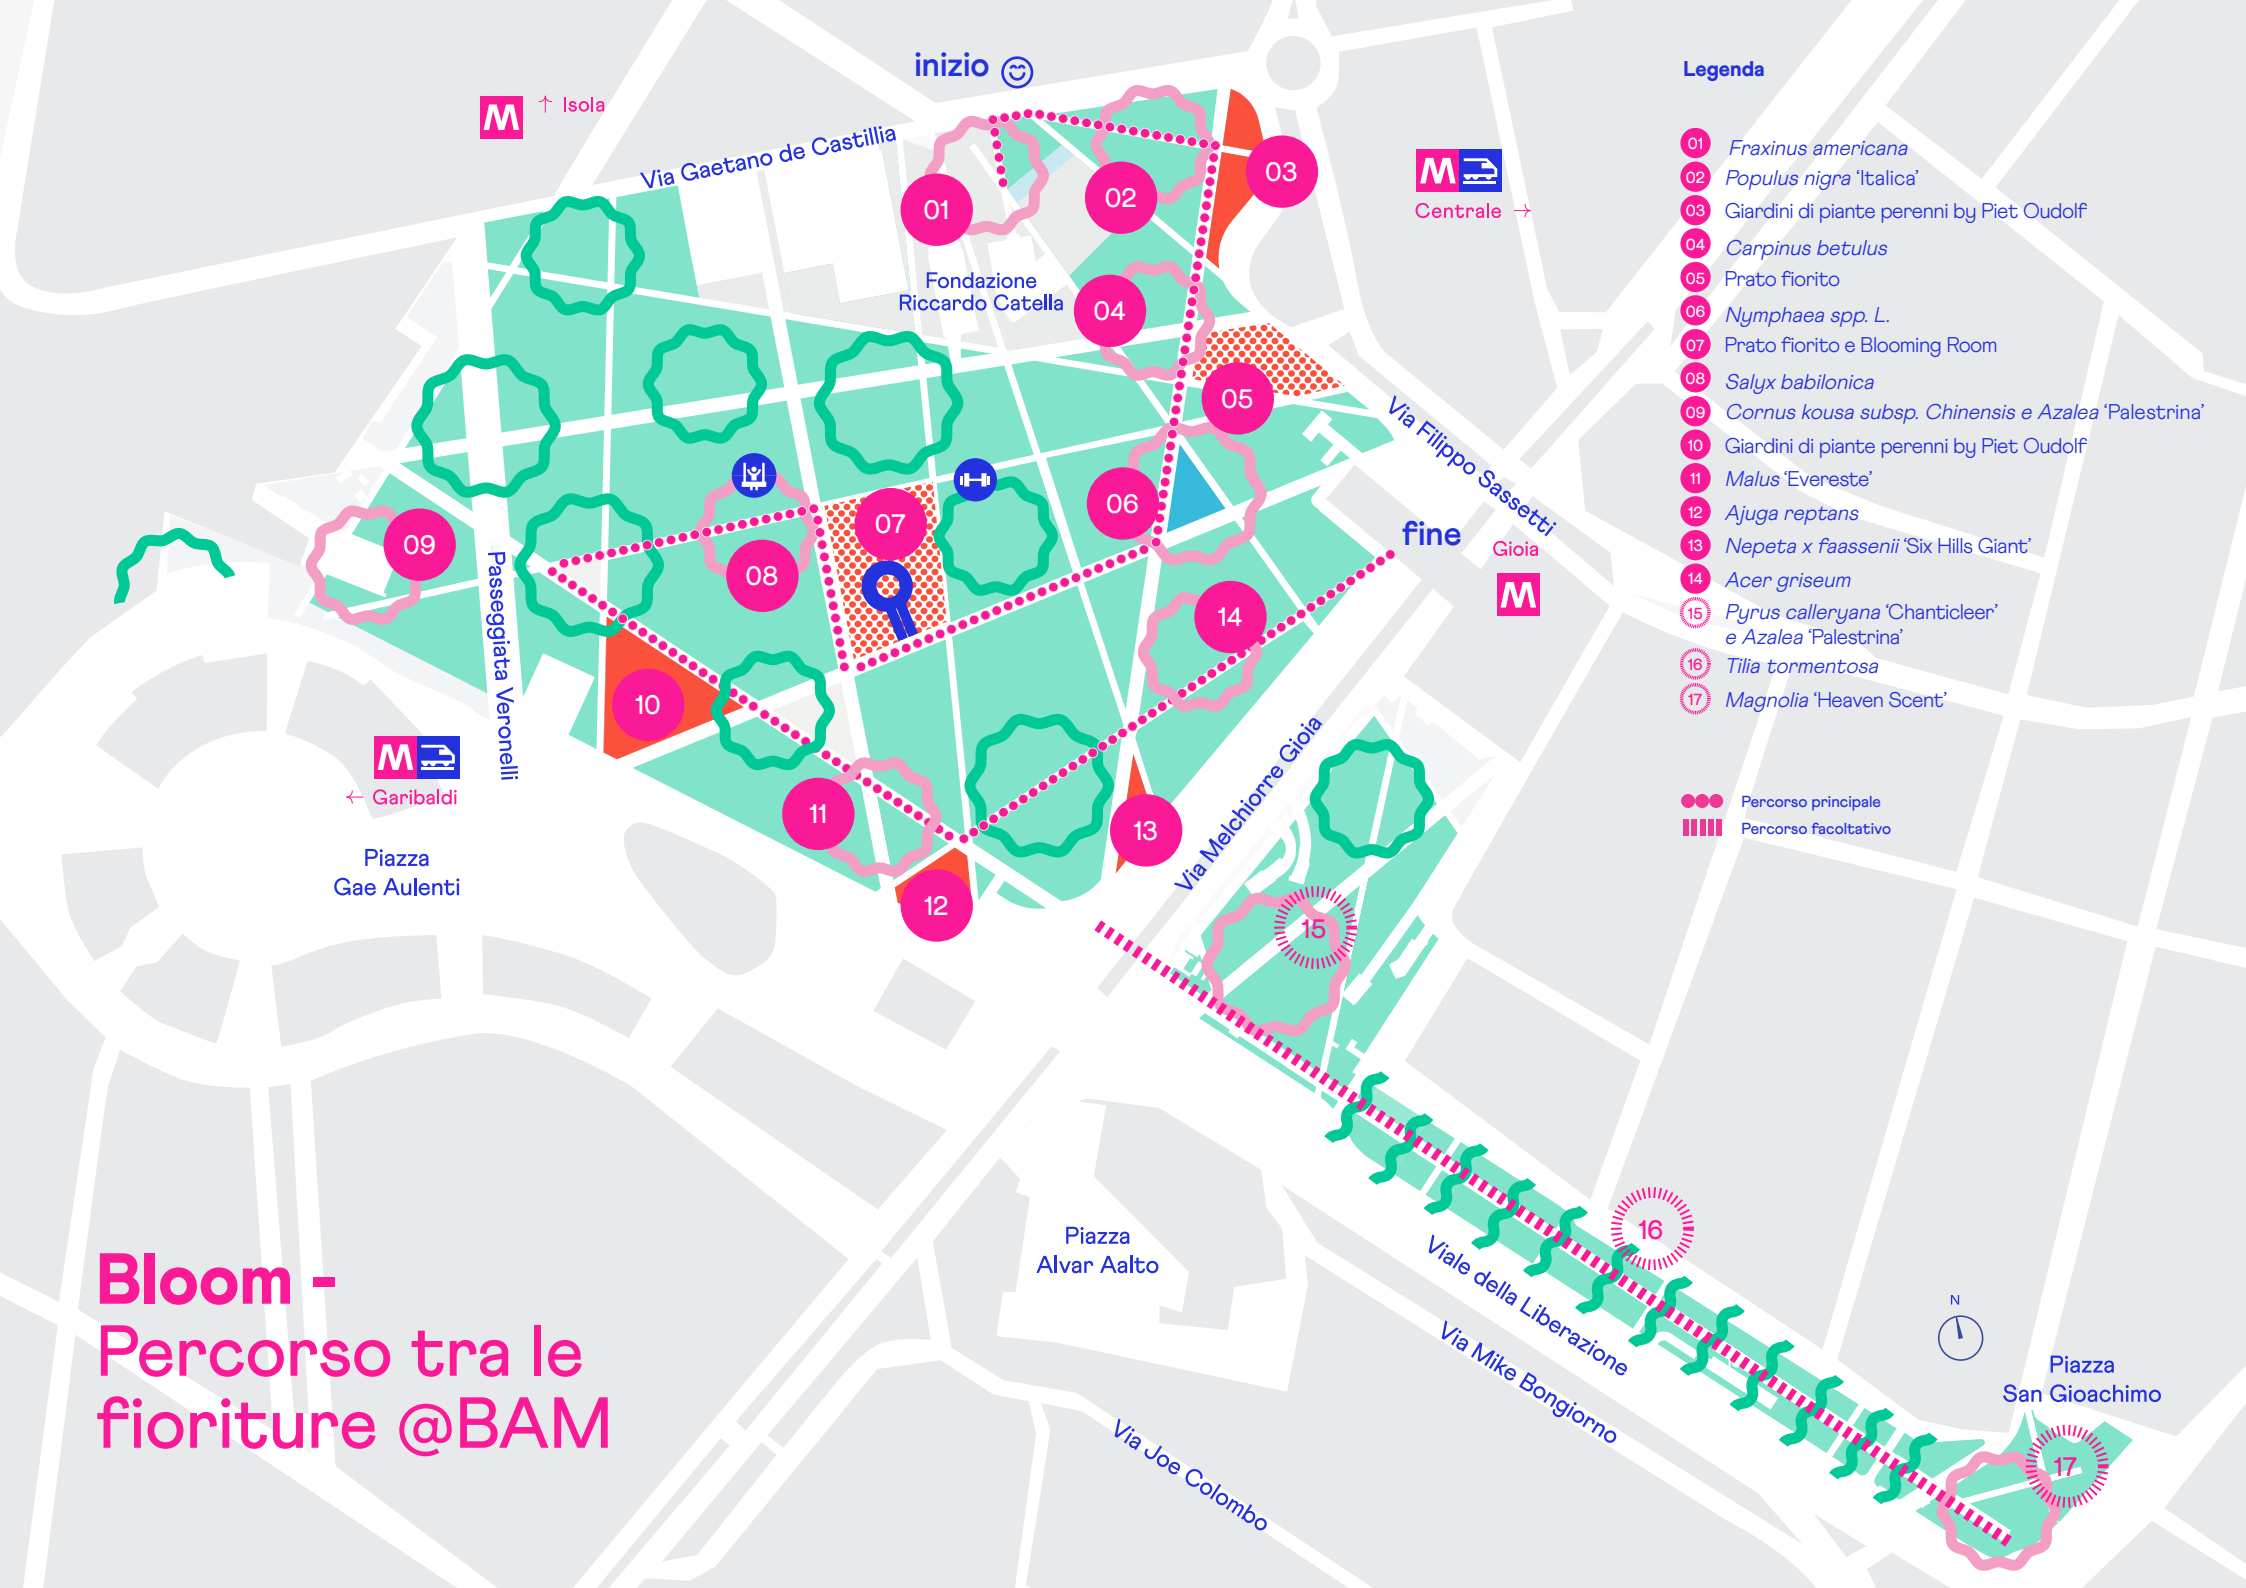 inizio
M ↑ Isola
Via Gaetano de Castillia
01
02
03
M
Centrale →
Fondazione
Riccardo Catella
04
05
Via Filippo Sassetti
06
07
08
09
fine
Gioia
M
Passeggiata Veronelli
14
10
M
← Garibaldi
11
13
12
Via Melchiorre Gioia
Piazza
Gae Aulenti
15
16
Piazza
Alvar Aalto
Viale della Liberazione
Via Mike Bongiorno
Via Joe Colombo
N
Piazza
San Gioachimo
17
Bloom -
Percorso tra le
fioriture @BAM
Legenda
01 Fraxinus americana
02 Populus nigra ‘Italica’
03 Giardini di piante perenni by Piet Oudolf
04 Carpinus betulus
05 Prato fiorito
06 Nymphaea spp. L.
07 Prato fiorito e Blooming Room
08 Salyx babilonica
09 Cornus kousa subsp. Chinensis e Azalea ‘Palestrina’
10 Giardini di piante perenni by Piet Oudolf
11 Malus ‘Evereste’
12 Ajuga reptans
13 Nepeta x faassenii ‘Six Hills Giant’
14 Acer griseum
15 Pyrus calleryana ‘Chanticleer’
e Azalea ‘Palestrina’
16 Tilia tormentosa
17 Magnolia ‘Heaven Scent’
Percorso principale
Percorso facoltativo